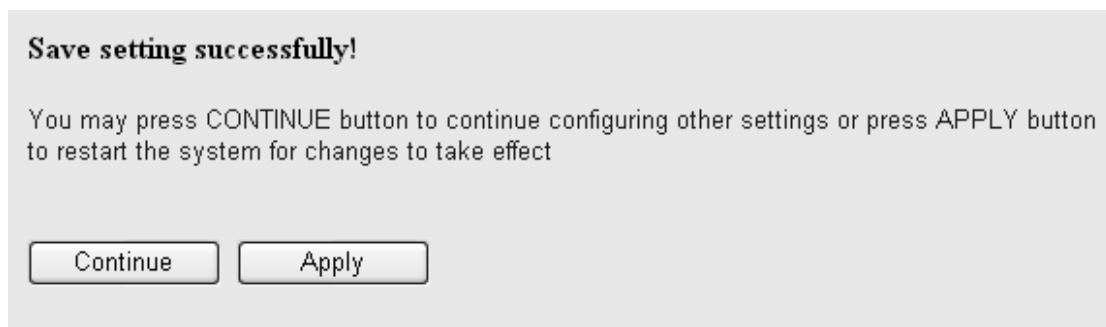 Save setting successfully!
You may press CONTINUE button to continue configuring other settings or press APPLY button
to restart the system for changes to take effect
Continue
Apply